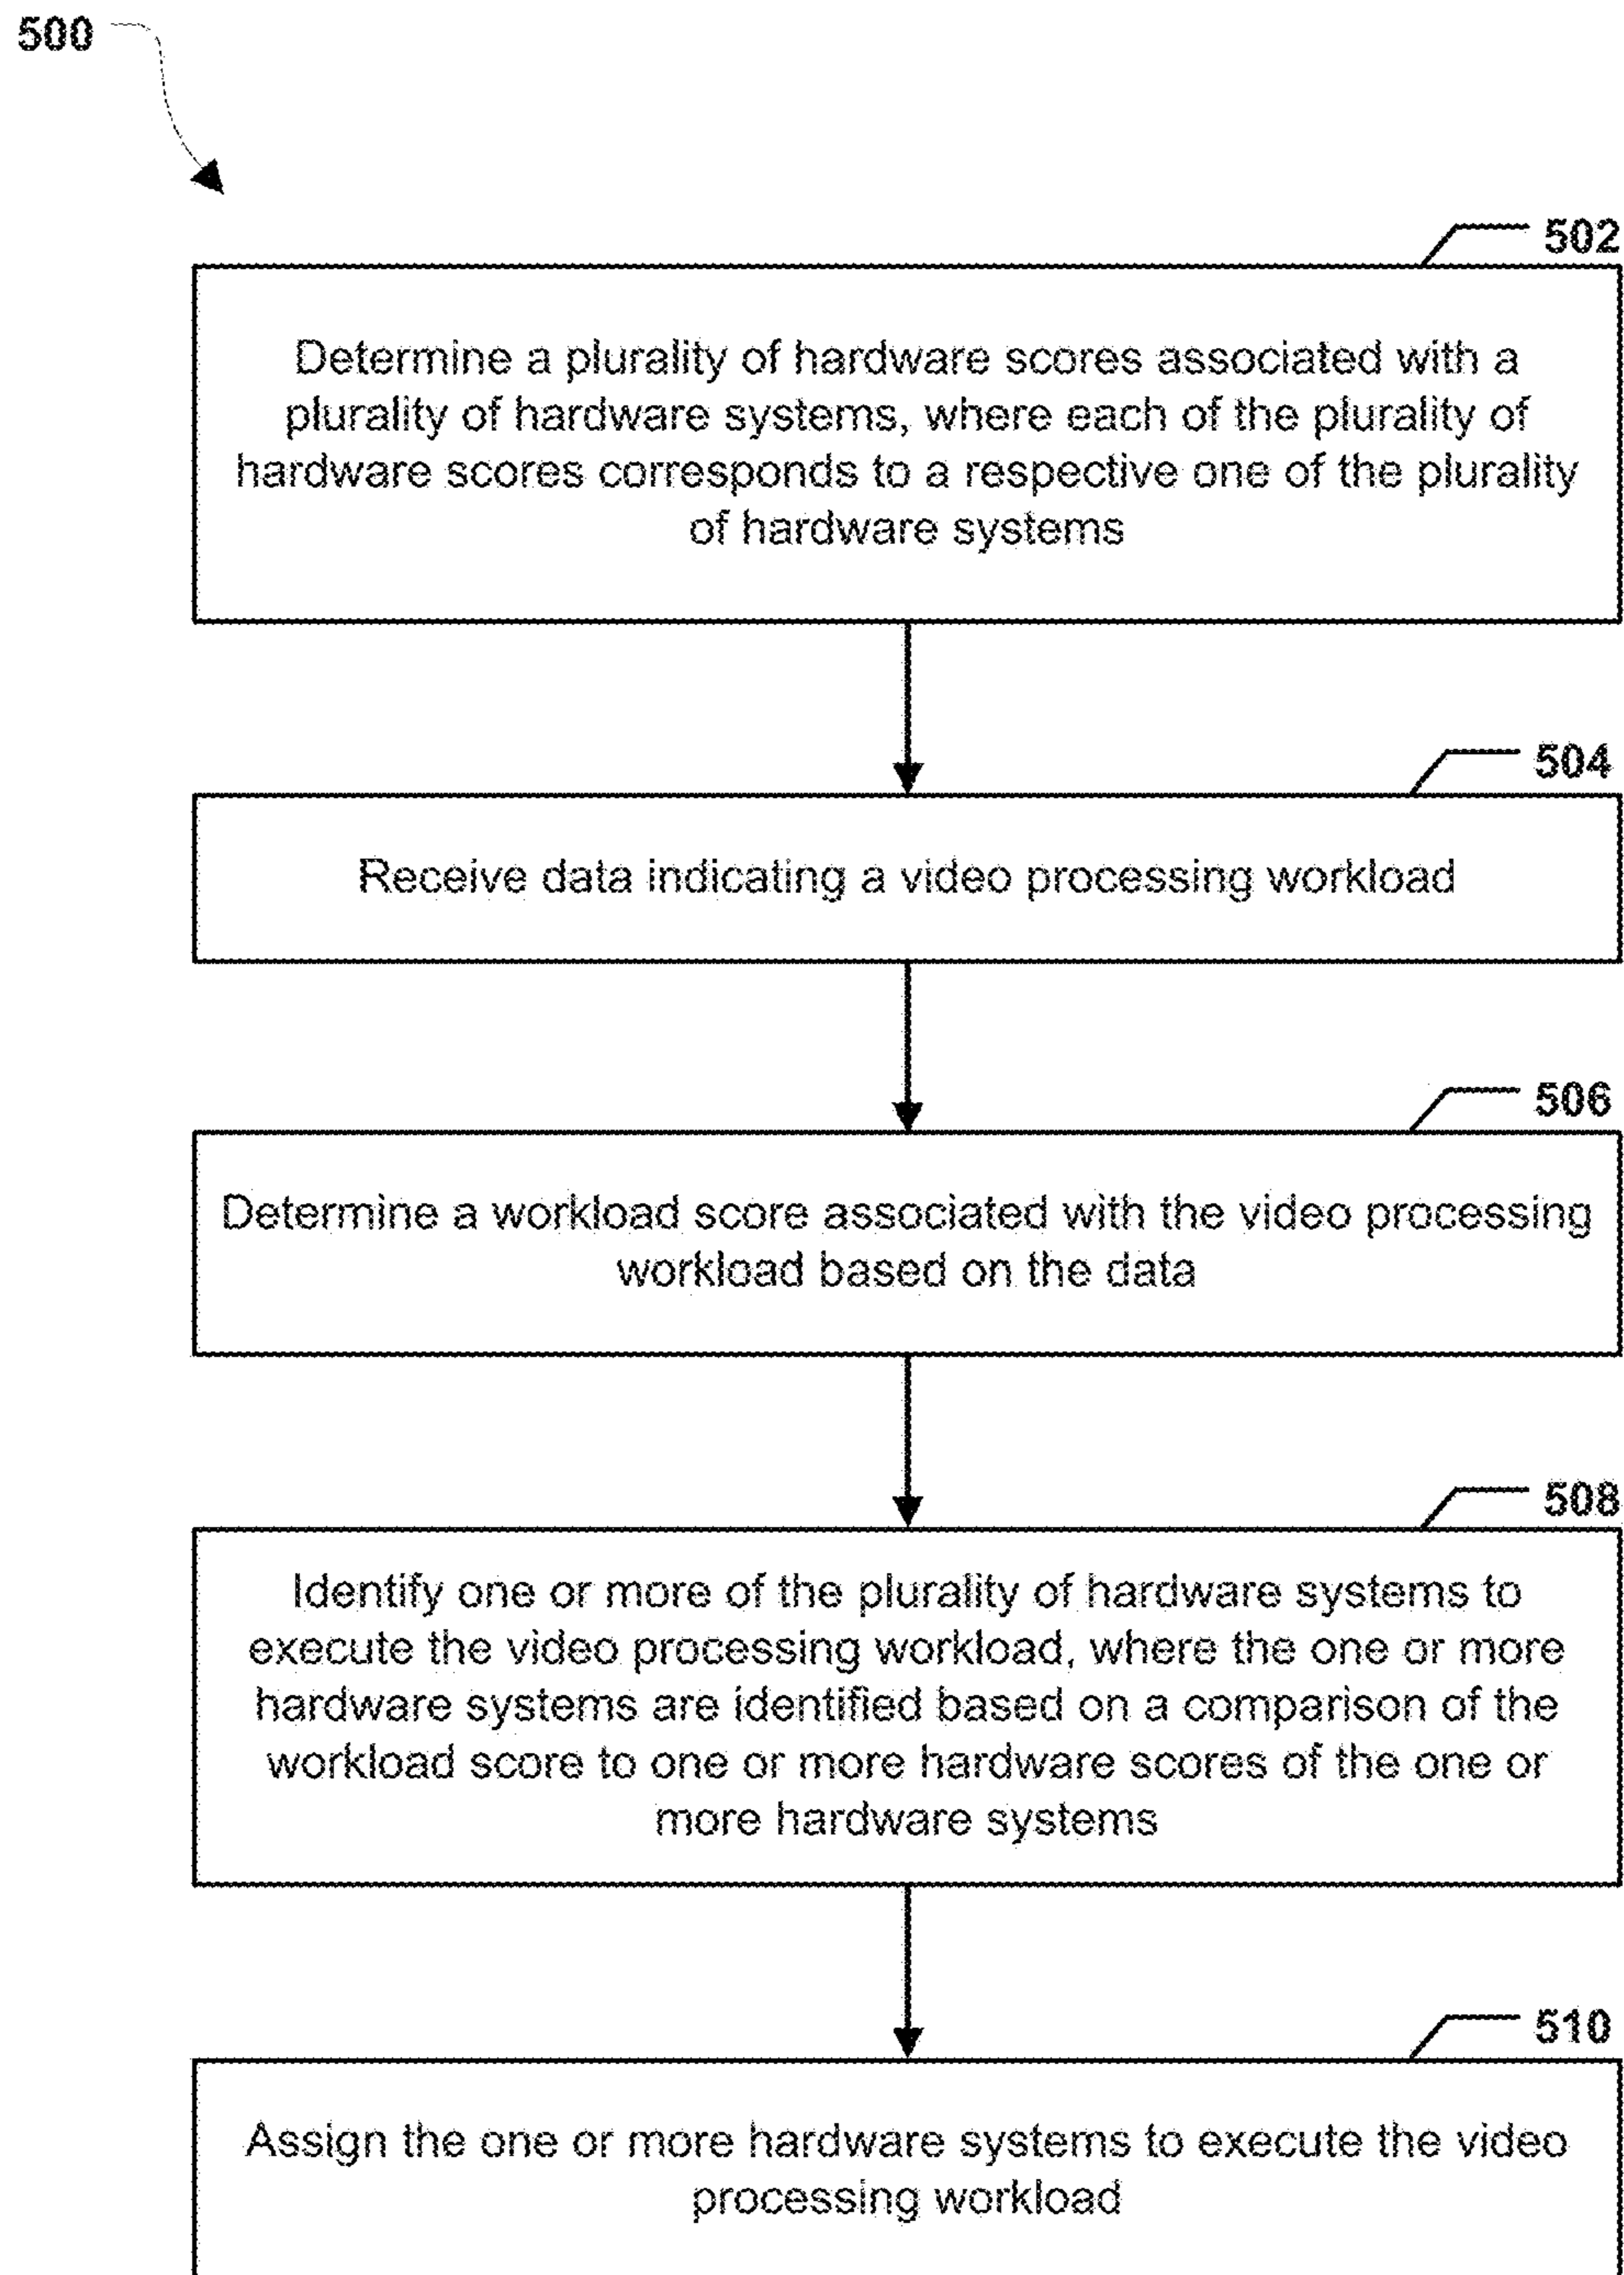 500
502
Determine a plurality of hardware scores associated with a
plurality of hardware systems, where each of the plurality of
hardware scores corresponds to a respective one of the plurality
of hardware systems
504
Receive data indicating a video processing workload
506
Determine a workload score associated with the video processing
workload based on the data
508
Identify one or more of the plurality of hardware systems to
execute the video processing workload, where the one or more
hardware systems are identified based on a comparison of the
workload score to one or more hardware scores of the one or
more hardware systems
510
Assign the one or more hardware systems to execute the video
processing workload